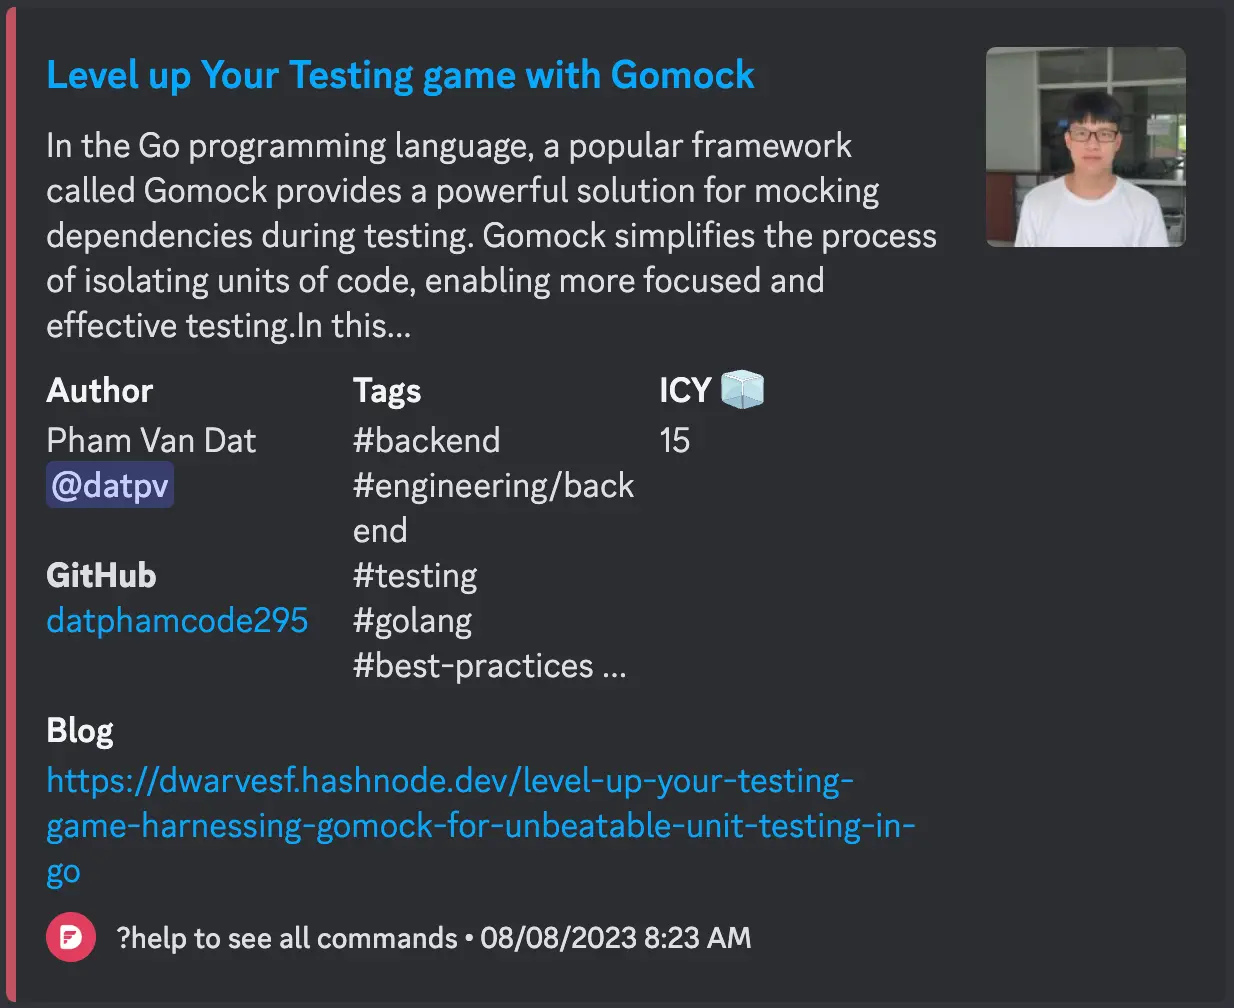 Level up Your Testing game with Gomock
In the Go programming language, a popular framework
called Gomock provides a powerful solution for mocking
dependencies during testing. Gomock simplifies the process
of isolating units of code, enabling more focused and
effective testing.In this...
Author
Pham Van Dat
@datpv
GitHub
datphamcode295
Tags
#backend
#engineering/back
end
#testing
#golang
#best-practices ...
ICY
15
Blog
https://dwarvesf.hashnode.dev/level-up-your-testing-
game-harnessing-gomock-for-unbeatable-unit-testing-in-
go
?help to see all commands • 08/08/2023 8:23 AM